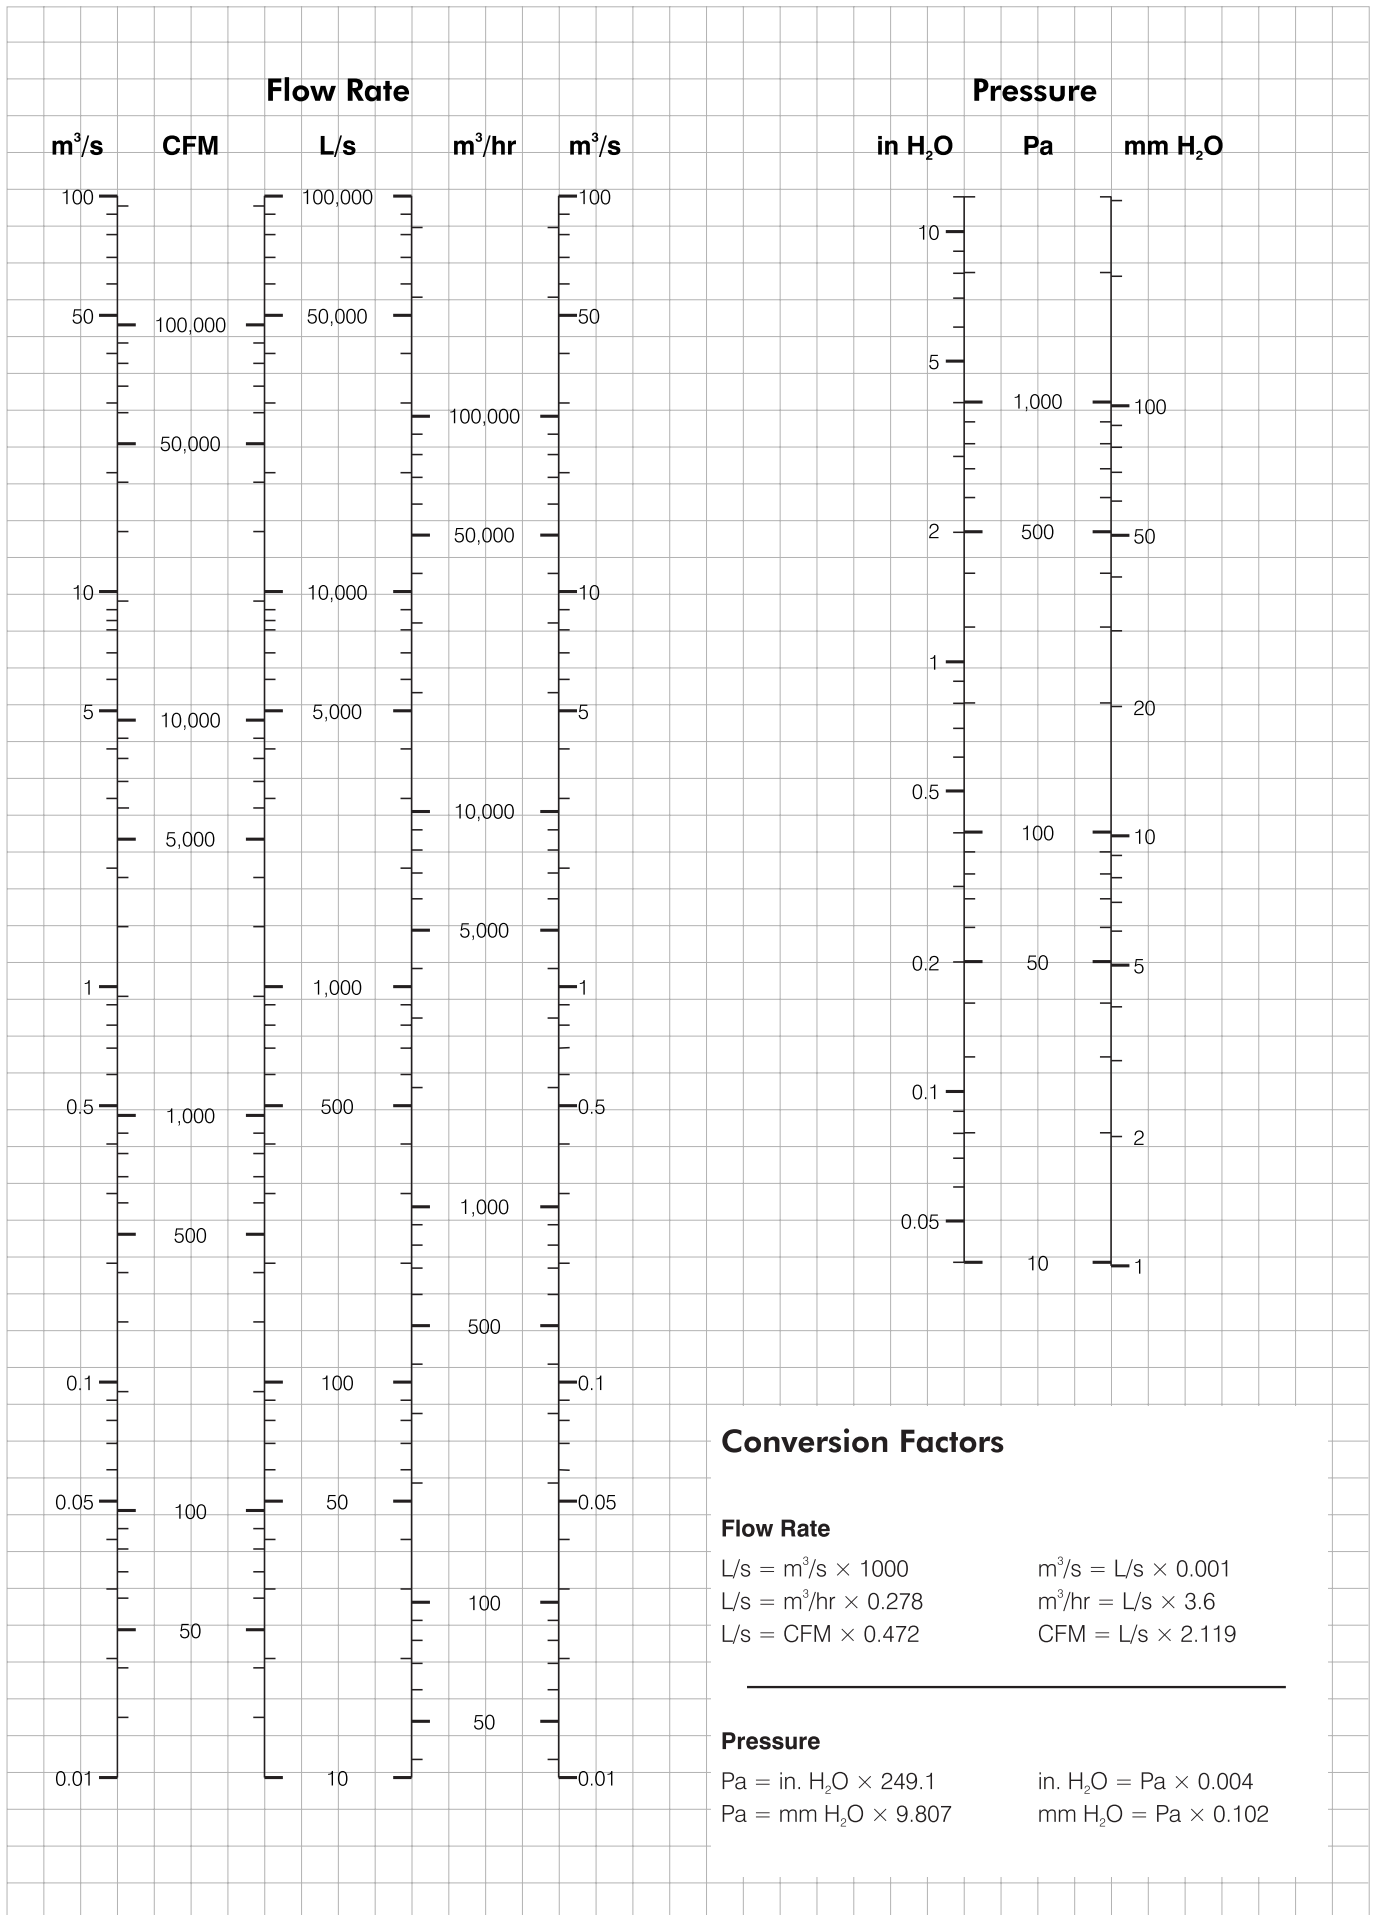 Flow Rate Pressure
m³/s CFM L/s m³/hr m³/s in H₂O Pa mm H₂O
100 100,000 100
10
50 100,000 50,000 50
5
1,000 100
100,000
50,000
2 500 50
50,000
10 10,000 10
1
20
5 10,000 5,000 5
0.5
10,000
5,000 100 10
5,000
0.2 50 5
1 1,000 1
0.1
0.5 1,000 500 0.5
2
1,000
0.05
500
10 1
500
0.1 100 0.1
Conversion Factors
0.05 100 50 0.05
Flow Rate
L/s = m³/s × 1000 m³/s = L/s × 0.001
100
L/s = m³/hr × 0.278 m³/hr = L/s × 3.6
50
L/s = CFM × 0.472 CFM = L/s × 2.119
50
Pressure
0.01 10 0.01
Pa = in. H₂O × 249.1 in. H₂O = Pa × 0.004
Pa = mm H₂O × 9.807 mm H₂O = Pa × 0.102